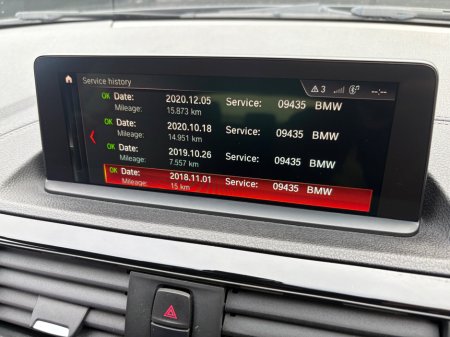 Service history
3 --:--
OK Date: 2020.12.05 Service: 09435 BMW
Mileage: 15.873 km
OK Date: 2020.10.18 Service: 09435 BMW
Mileage: 14.951 km
OK Date: 2019.10.26 Service: 09435 BMW
Mileage: 7.557 km
OK Date: 2018.11.01 Service: 09435 BMW
Mileage: 15 km